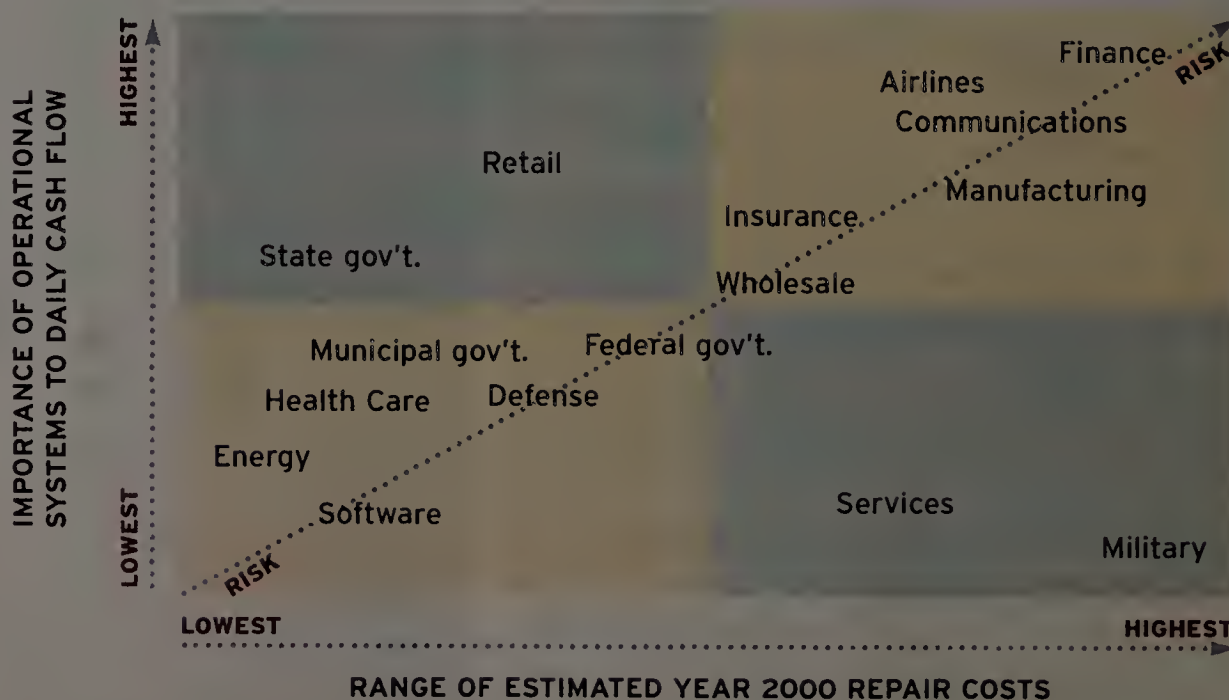 IMPORTANCE OF OPERATIONAL
SYSTEMS TO DAILY CASH FLOW
HIGHEST
LOWEST
Finance
RISK
Airlines
Communications
Retail
Manufacturing
Insurance
State gov't.
Wholesale
Municipal gov't.
Federal gov't.
Health Care
Defense
Energy
Services
Software
Military
RISK
LOWEST
HIGHEST
RANGE OF ESTIMATED YEAR 2000 REPAIR COSTS